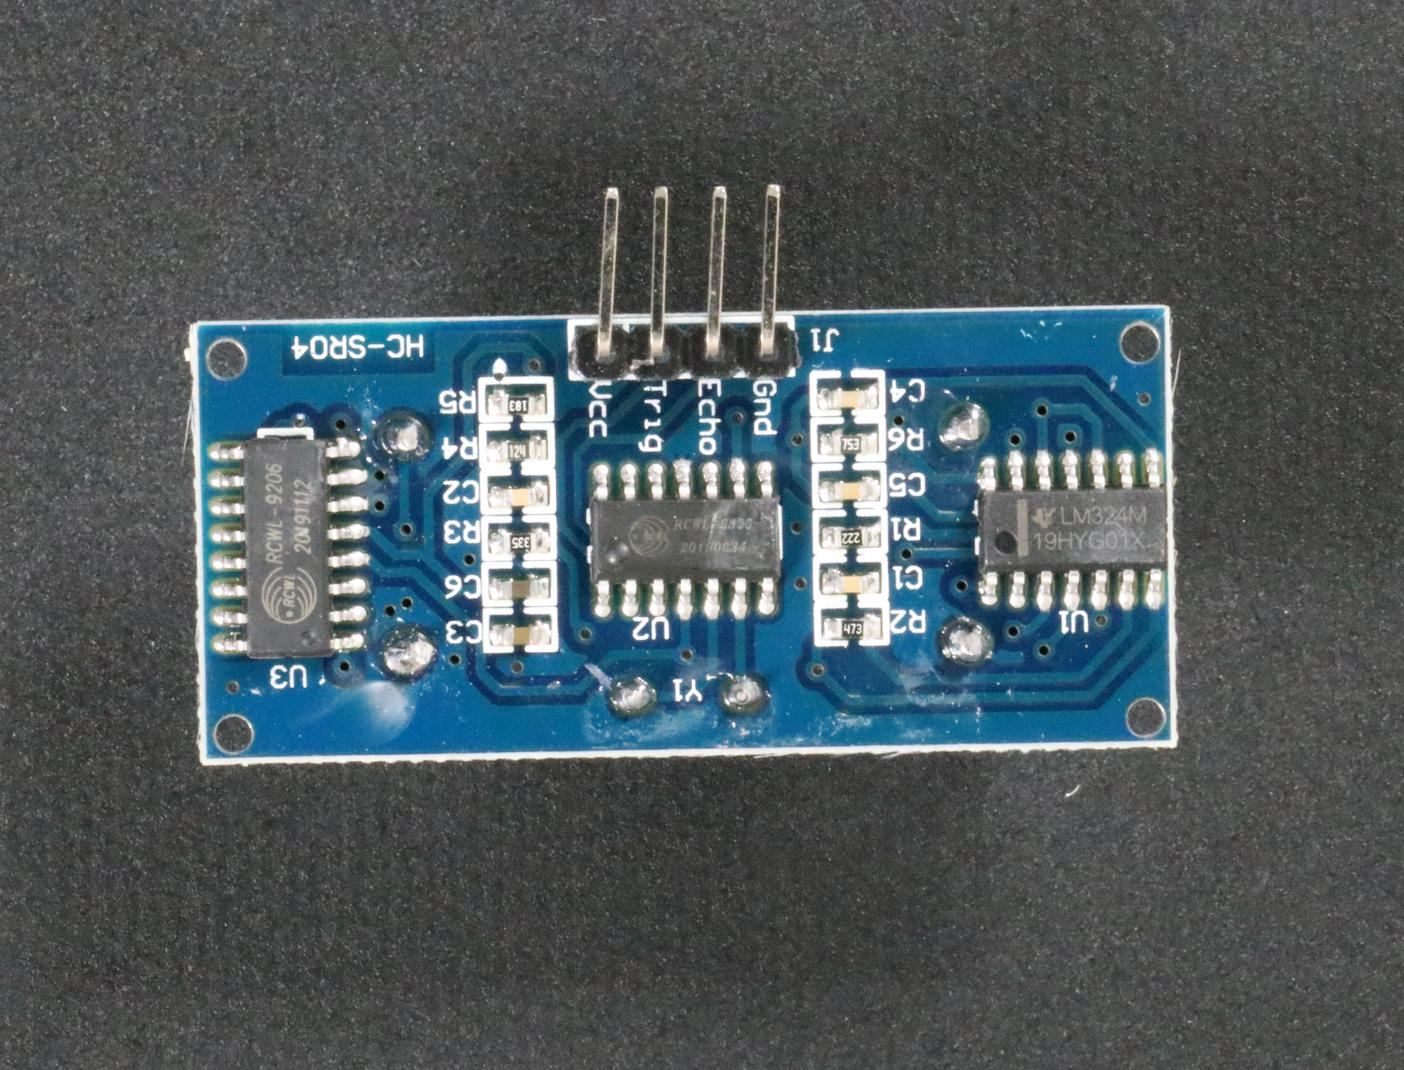 HC-SR04
J1
Vcc
Trig
Echo
Gnd
R5
183
R4
124
C2
R3
335
C6
C3
C4
R6
753
C5
R1
222
C1
R2
473
RCWL-9206
20191112
RCWL
U3
U2
LM324M
19HYG01X
U1
Y1